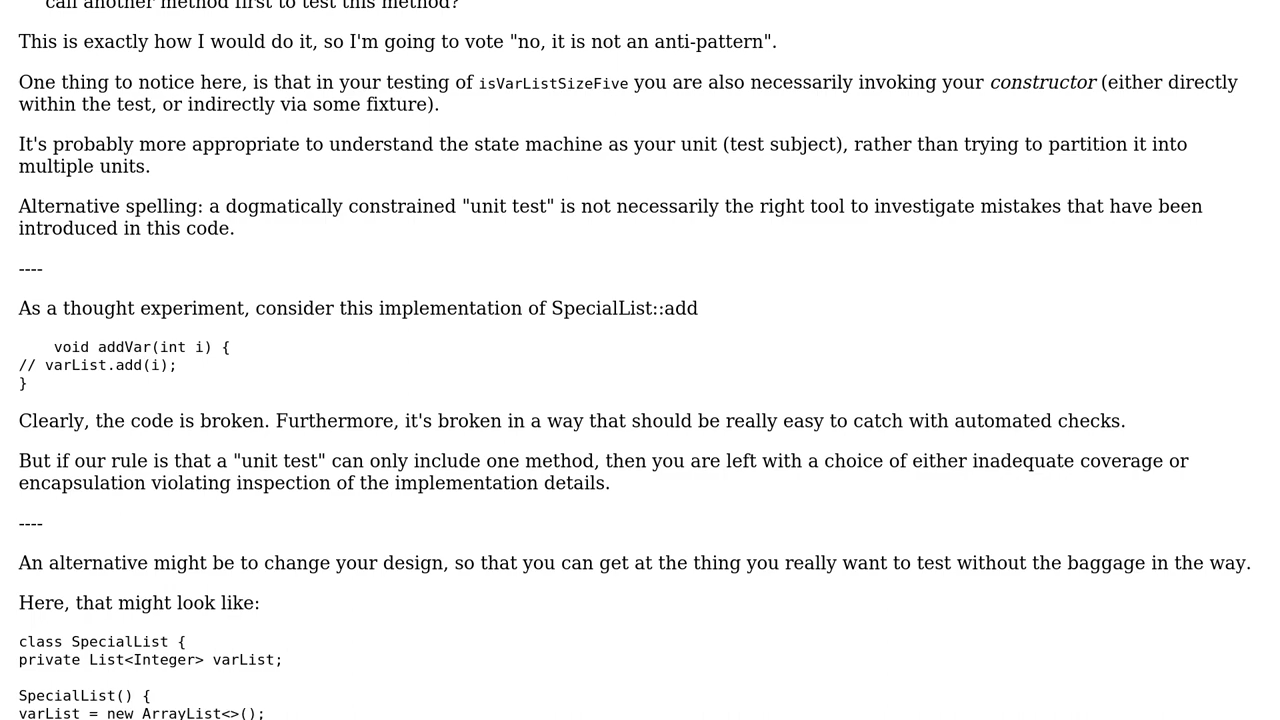 call another method first to test this method?
This is exactly how I would do it, so I'm going to vote "no, it is not an anti-pattern".
One thing to notice here, is that in your testing of isVarListSizeFive you are also necessarily invoking your constructor (either directly
within the test, or indirectly via some fixture).
It's probably more appropriate to understand the state machine as your unit (test subject), rather than trying to partition it into
multiple units.
Alternative spelling: a dogmatically constrained "unit test" is not necessarily the right tool to investigate mistakes that have been
introduced in this code.
----
As a thought experiment, consider this implementation of SpecialList::add
void addVar(int i) {
// varList.add(i);
}
Clearly, the code is broken. Furthermore, it's broken in a way that should be really easy to catch with automated checks.
But if our rule is that a "unit test" can only include one method, then you are left with a choice of either inadequate coverage or
encapsulation violating inspection of the implementation details.
----
An alternative might be to change your design, so that you can get at the thing you really want to test without the baggage in the way.
Here, that might look like:
class SpecialList {
private List<Integer> varList;
SpecialList() {
varList = new ArrayList<>();